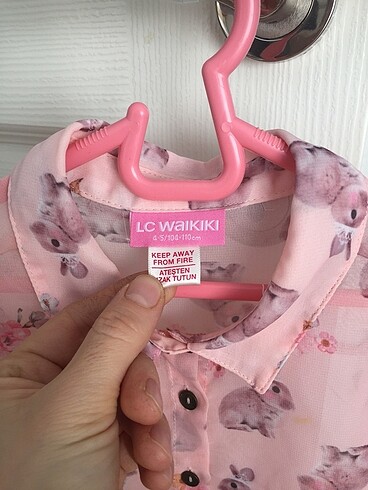 LC WAIKIKI
4-5/104-110cm
KEEP AWAY
FROM FIRE
ATEŞTEN
UZAK TUTUN